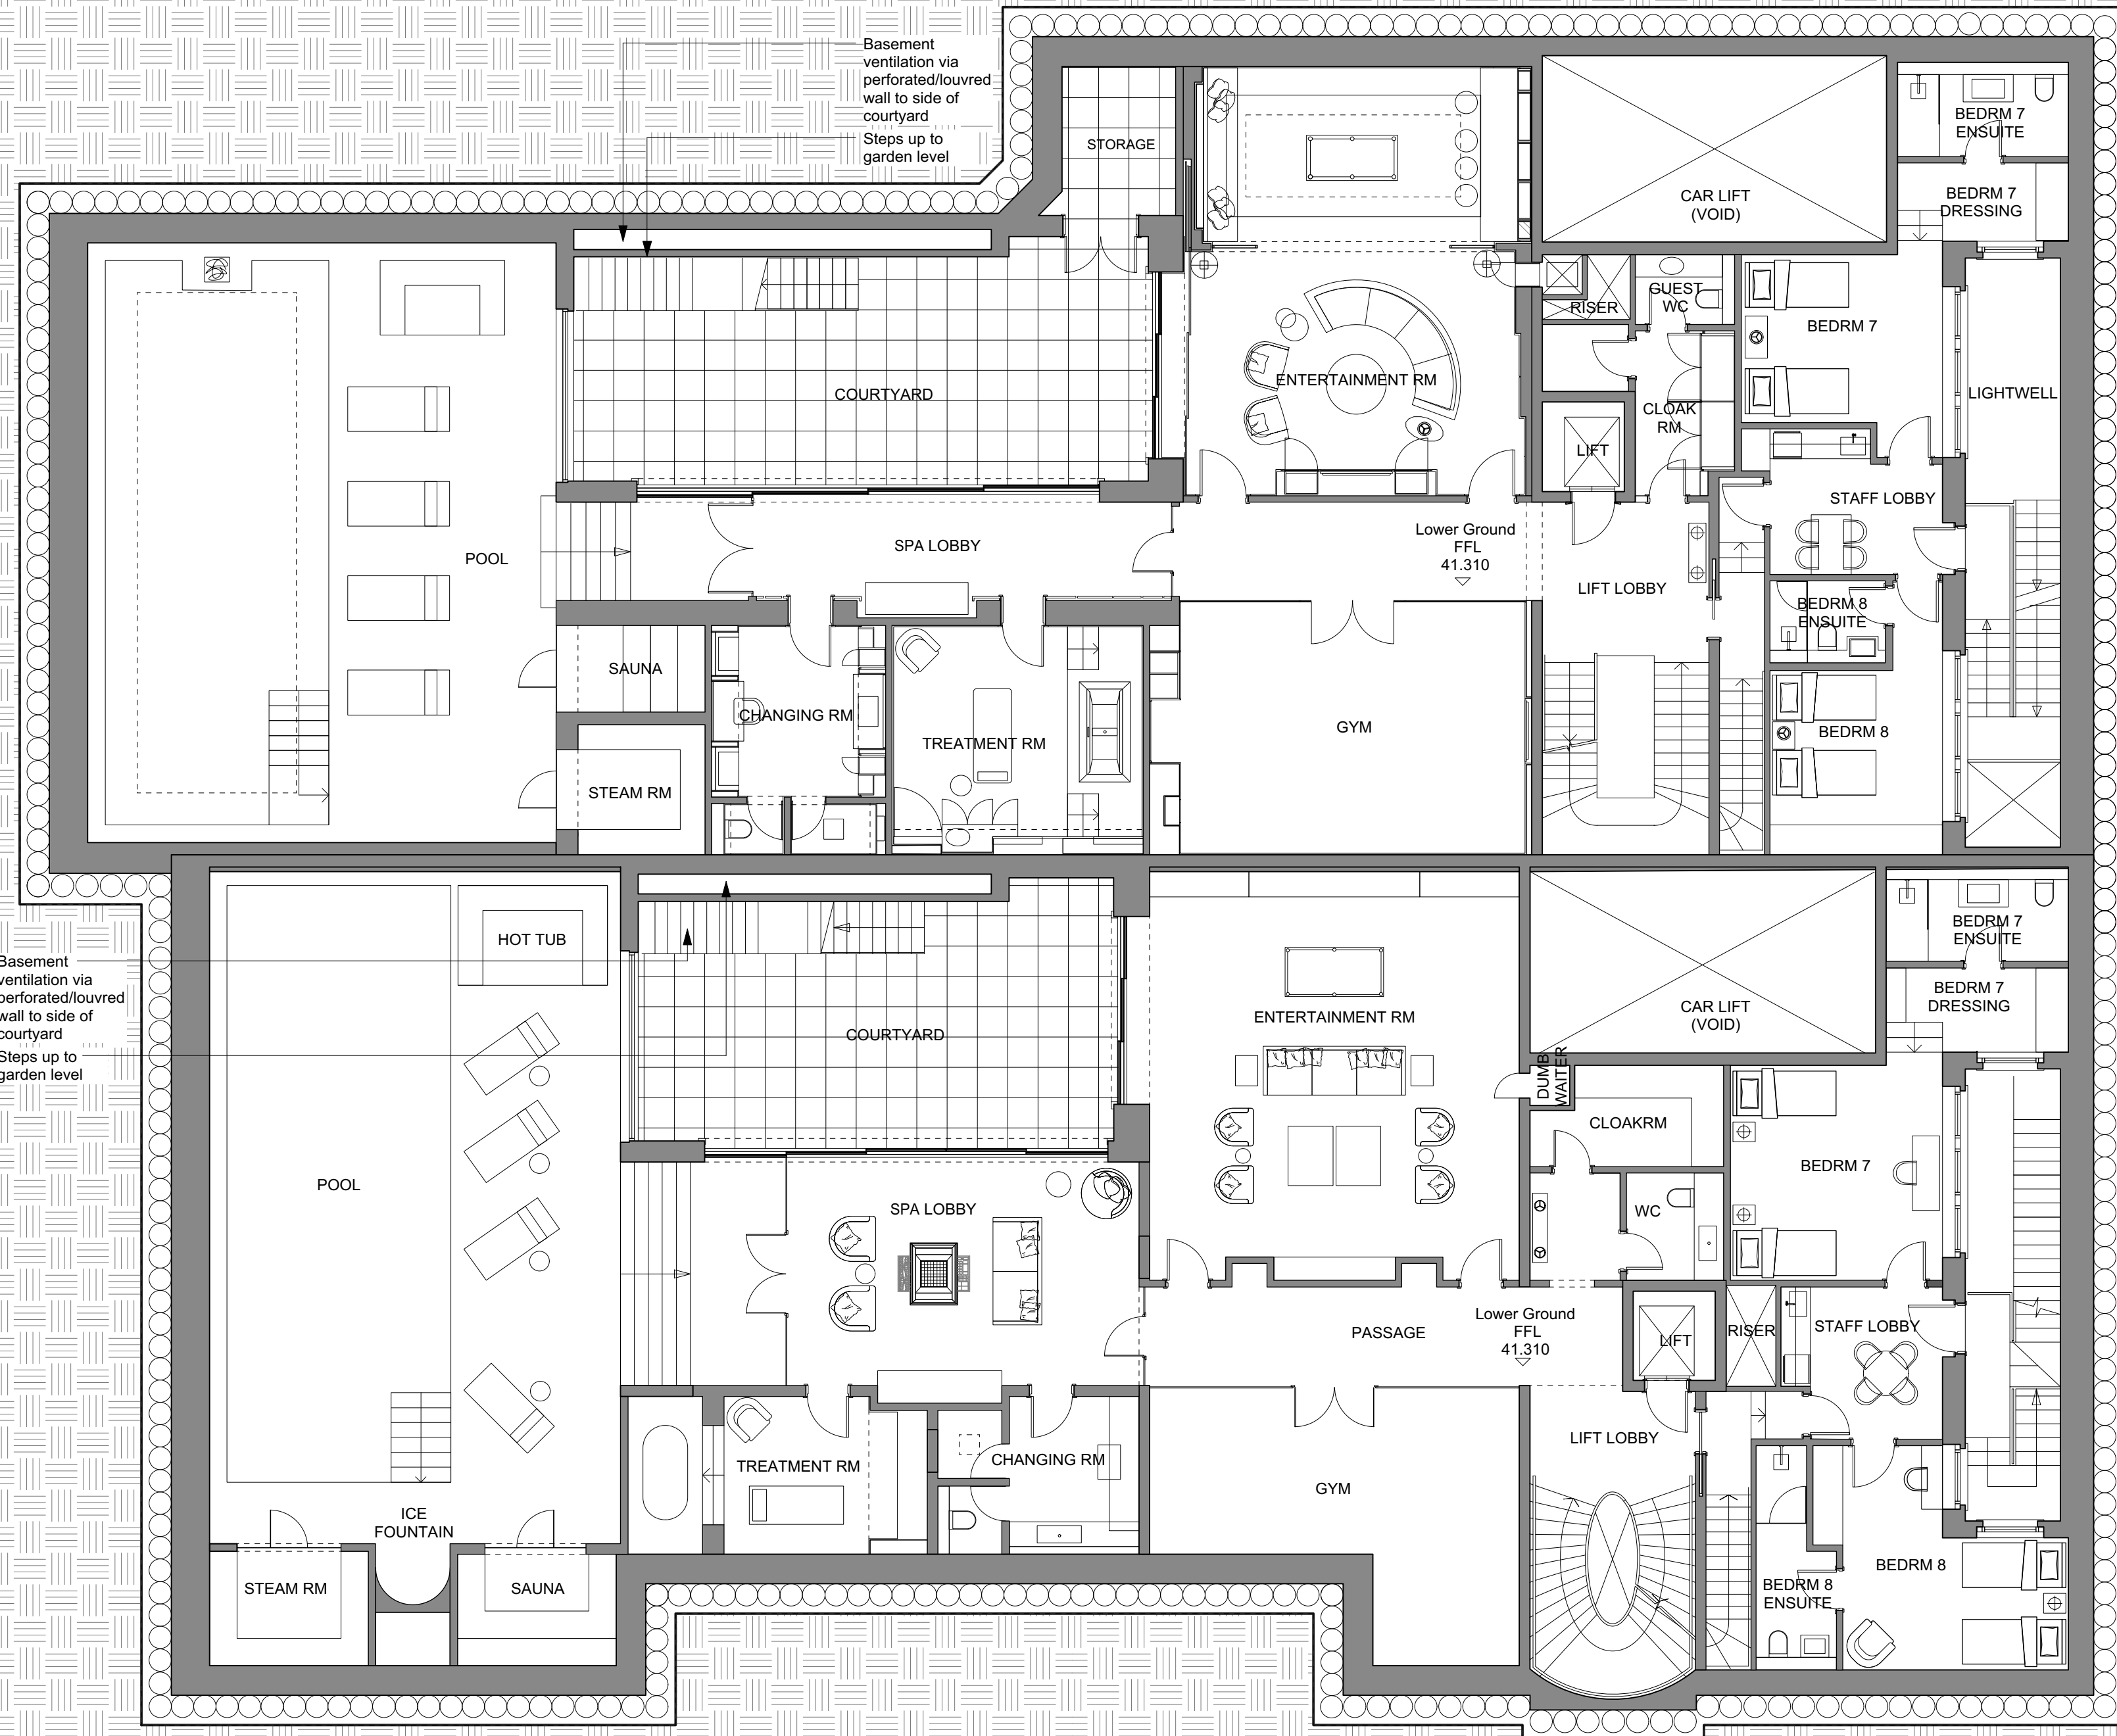 Basement
ventilation via
perforated/louvred
wall to side of
courtyard
Steps up to
garden level
STORAGE
CAR LIFT
(VOID)
BEDRM 7
ENSUITE
BEDRM 7
DRESSING
RISER
GUEST
WC
BEDRM 7
LIGHTWELL
COURTYARD
ENTERTAINMENT RM
CLOAK
RM
LIFT
STAFF LOBBY
POOL
SPA LOBBY
Lower Ground
FFL
41.310
LIFT LOBBY
BEDRM 8
ENSUITE
SAUNA
CHANGING RM
TREATMENT RM
GYM
BEDRM 8
STEAM RM
HOT TUB
Basement
ventilation via
perforated/louvred
wall to side of
courtyard
Steps up to
garden level
COURTYARD
ENTERTAINMENT RM
CAR LIFT
(VOID)
BEDRM 7
ENSUITE
BEDRM 7
DRESSING
DUMB
WAITER
CLOAKRM
BEDRM 7
POOL
SPA LOBBY
WC
PASSAGE
Lower Ground
FFL
41.310
LIFT
RISER
STAFF LOBBY
LIFT LOBBY
TREATMENT RM
CHANGING RM
GYM
ICE
FOUNTAIN
STEAM RM
SAUNA
BEDRM 8
ENSUITE
BEDRM 8